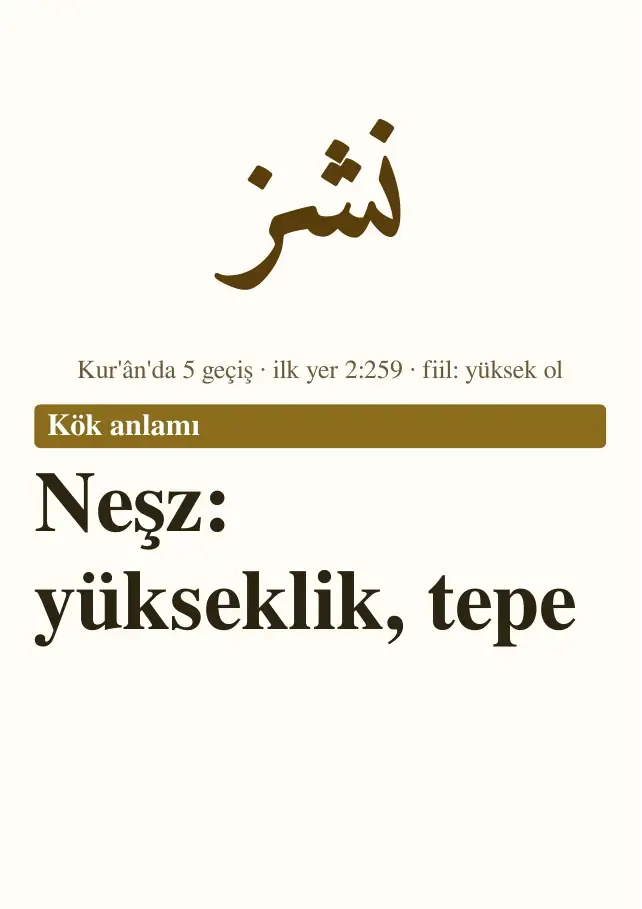 نشز
Kur'ân'da 5 geçiş · ilk yer 2:259 · fiil: yüksek ol
Kök anlamı
Neşz:
yükseklik, tepe